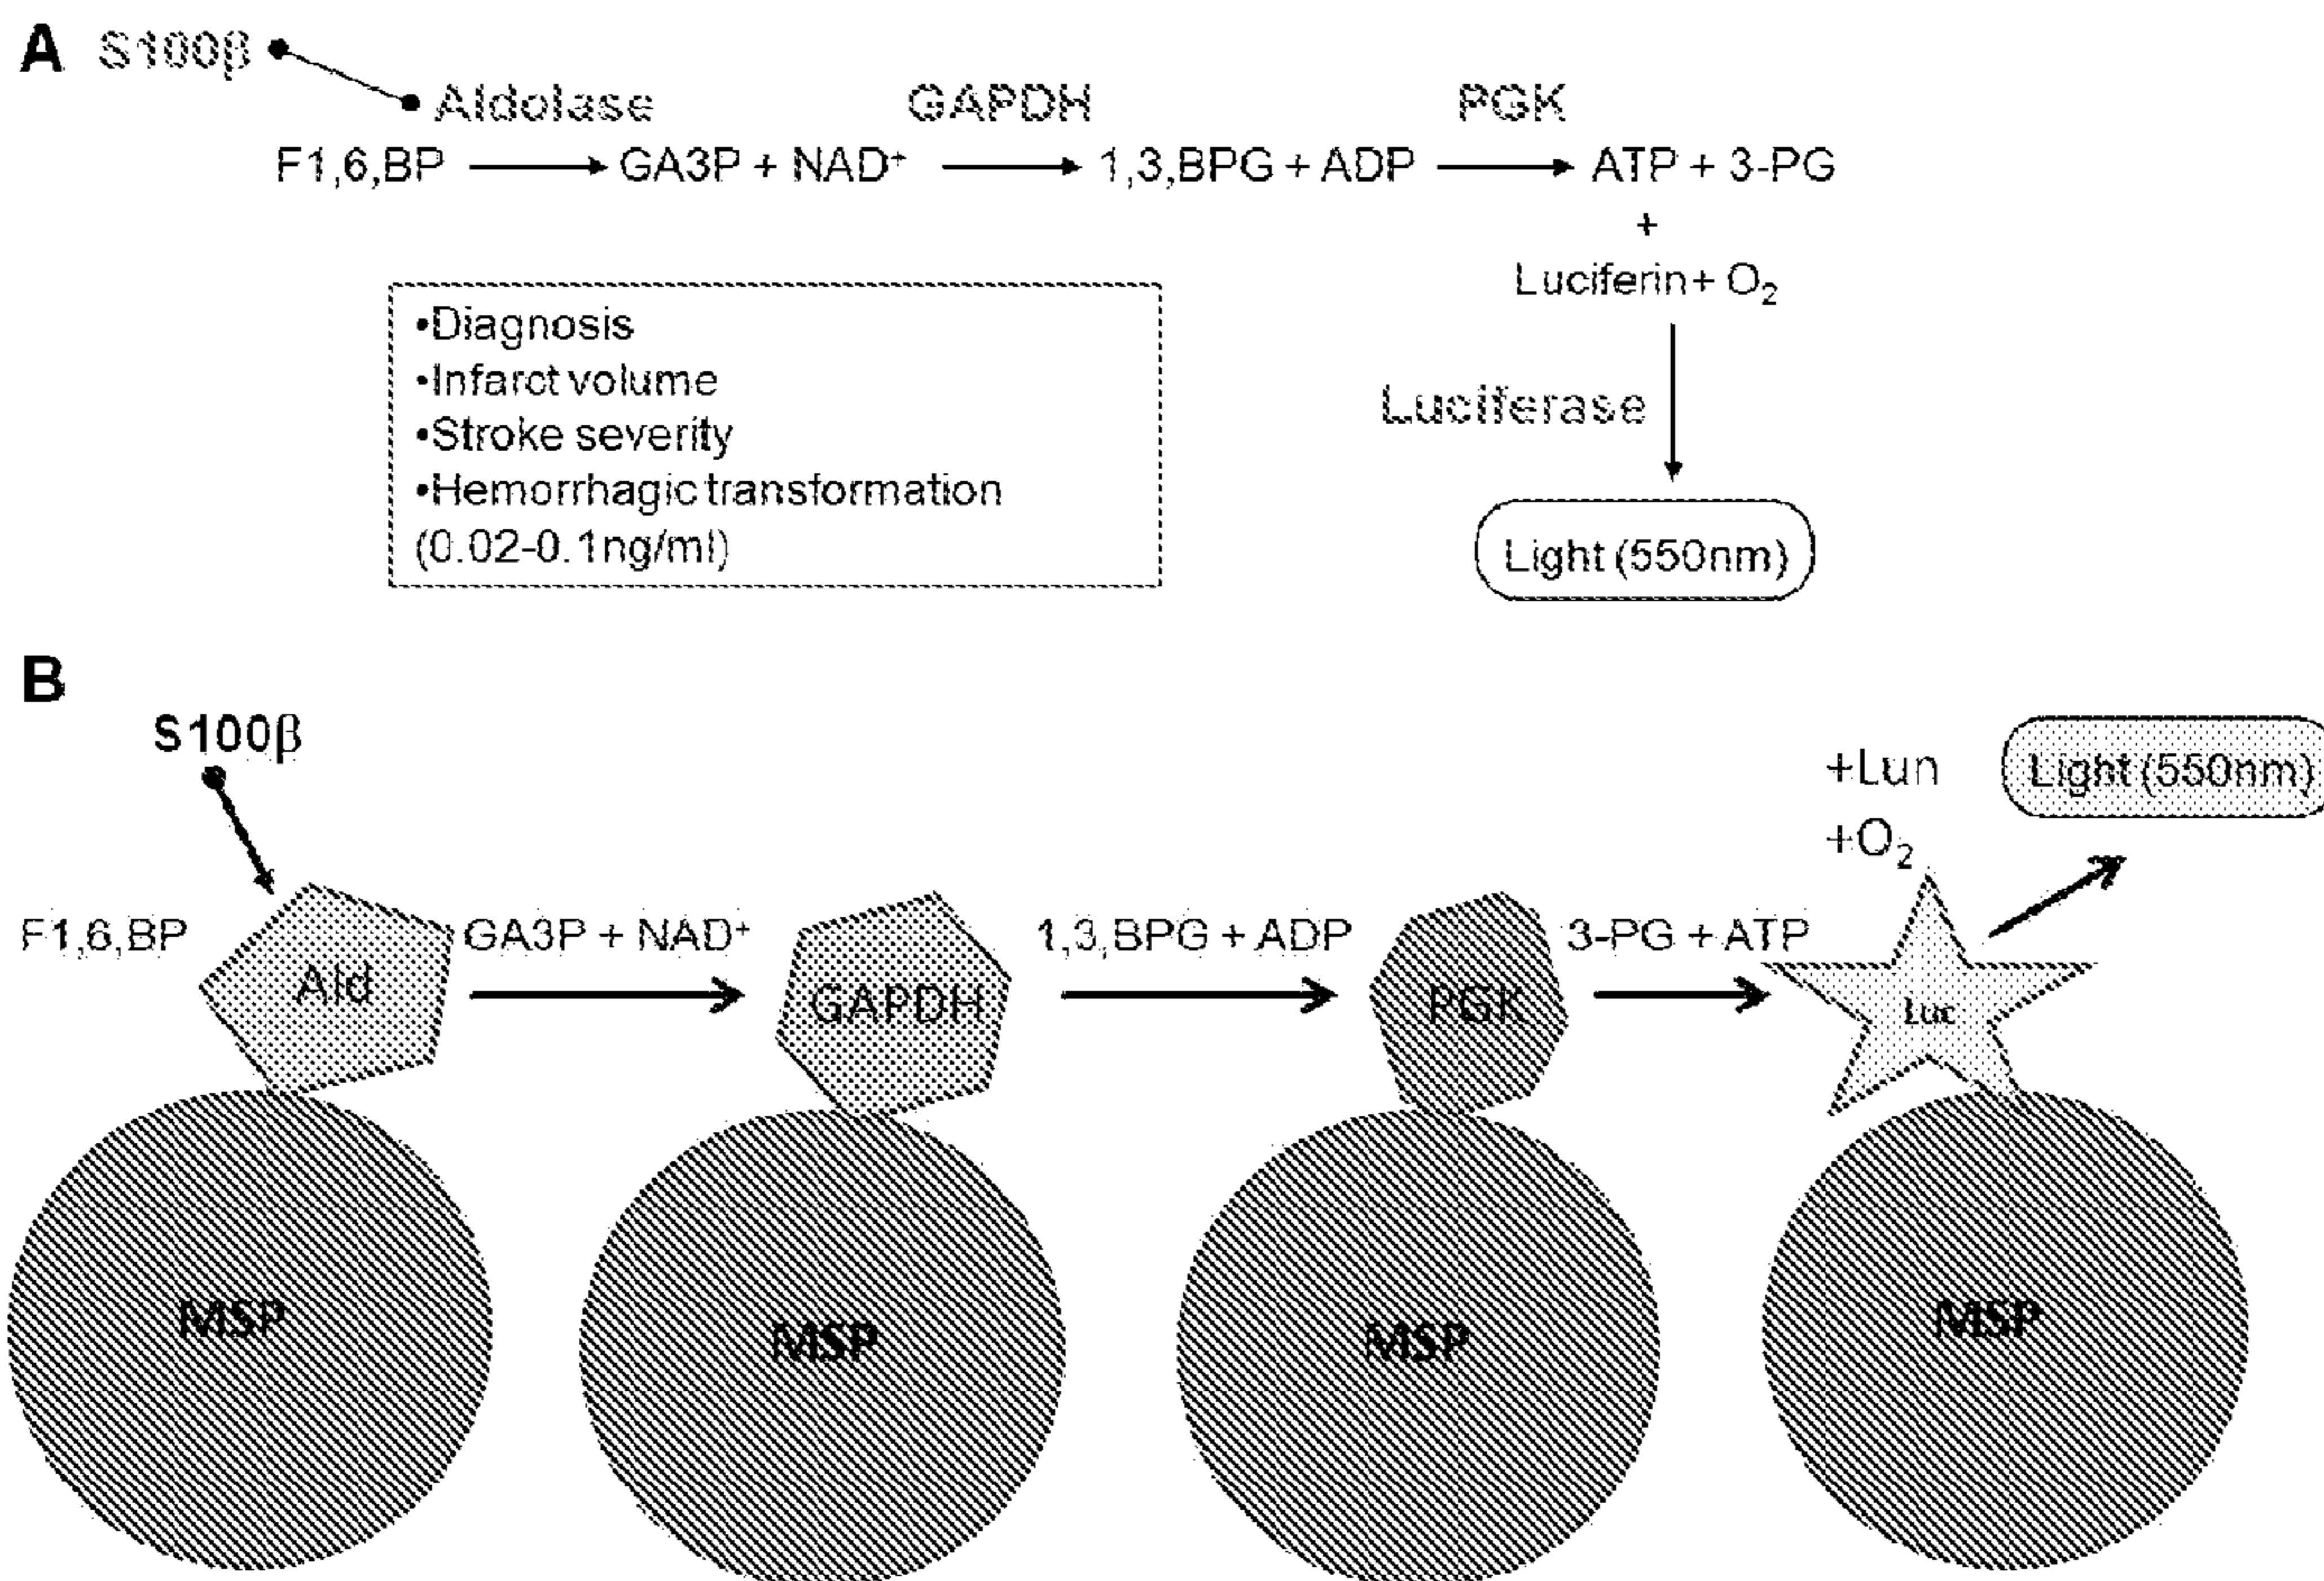 A
S100β
Aldolase GAPDH PGK
F1,6,BP GA3P + NAD⁺ 1,3,BPG + ADP ATP + 3-PG
+
Luciferin+ O₂
•Diagnosis
•Infarct volume
•Stroke severity
•Hemorrhagic transformation
(0.02-0.1ng/ml)
Luciferase
Light (550nm)
B
S100β
+Lun Light (550nm)
+O₂
F1,6,BP GA3P + NAD⁺ 1,3,BPG + ADP 3-PG + ATP
Ald GAPDH PGK Luc
MSP MSP MSP MSP